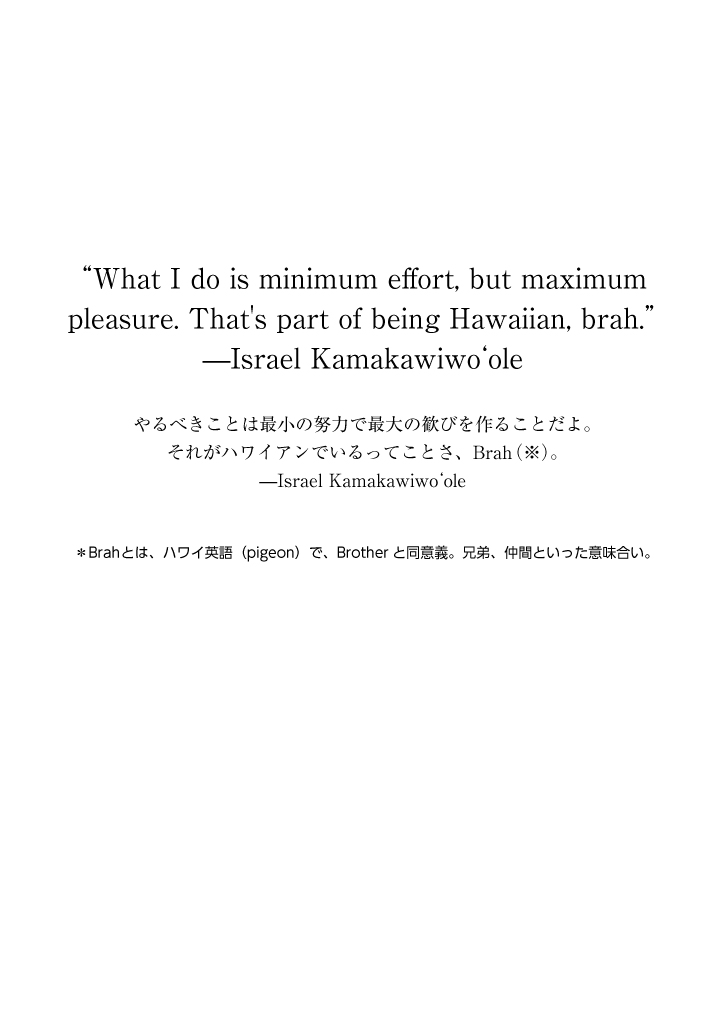 “What I do is minimum effort, but maximum
pleasure. That's part of being Hawaiian, brah.”
—Israel Kamakawiwo‘ole
やるべきことは最小の努力で最大の歓びを作ることだよ。
それがハワイアンでいるってことさ、Brah（※）。
—Israel Kamakawiwo‘ole
＊Brahとは、ハワイ英語（pigeon）で、Brother と同意義。兄弟、仲間といった意味合い。